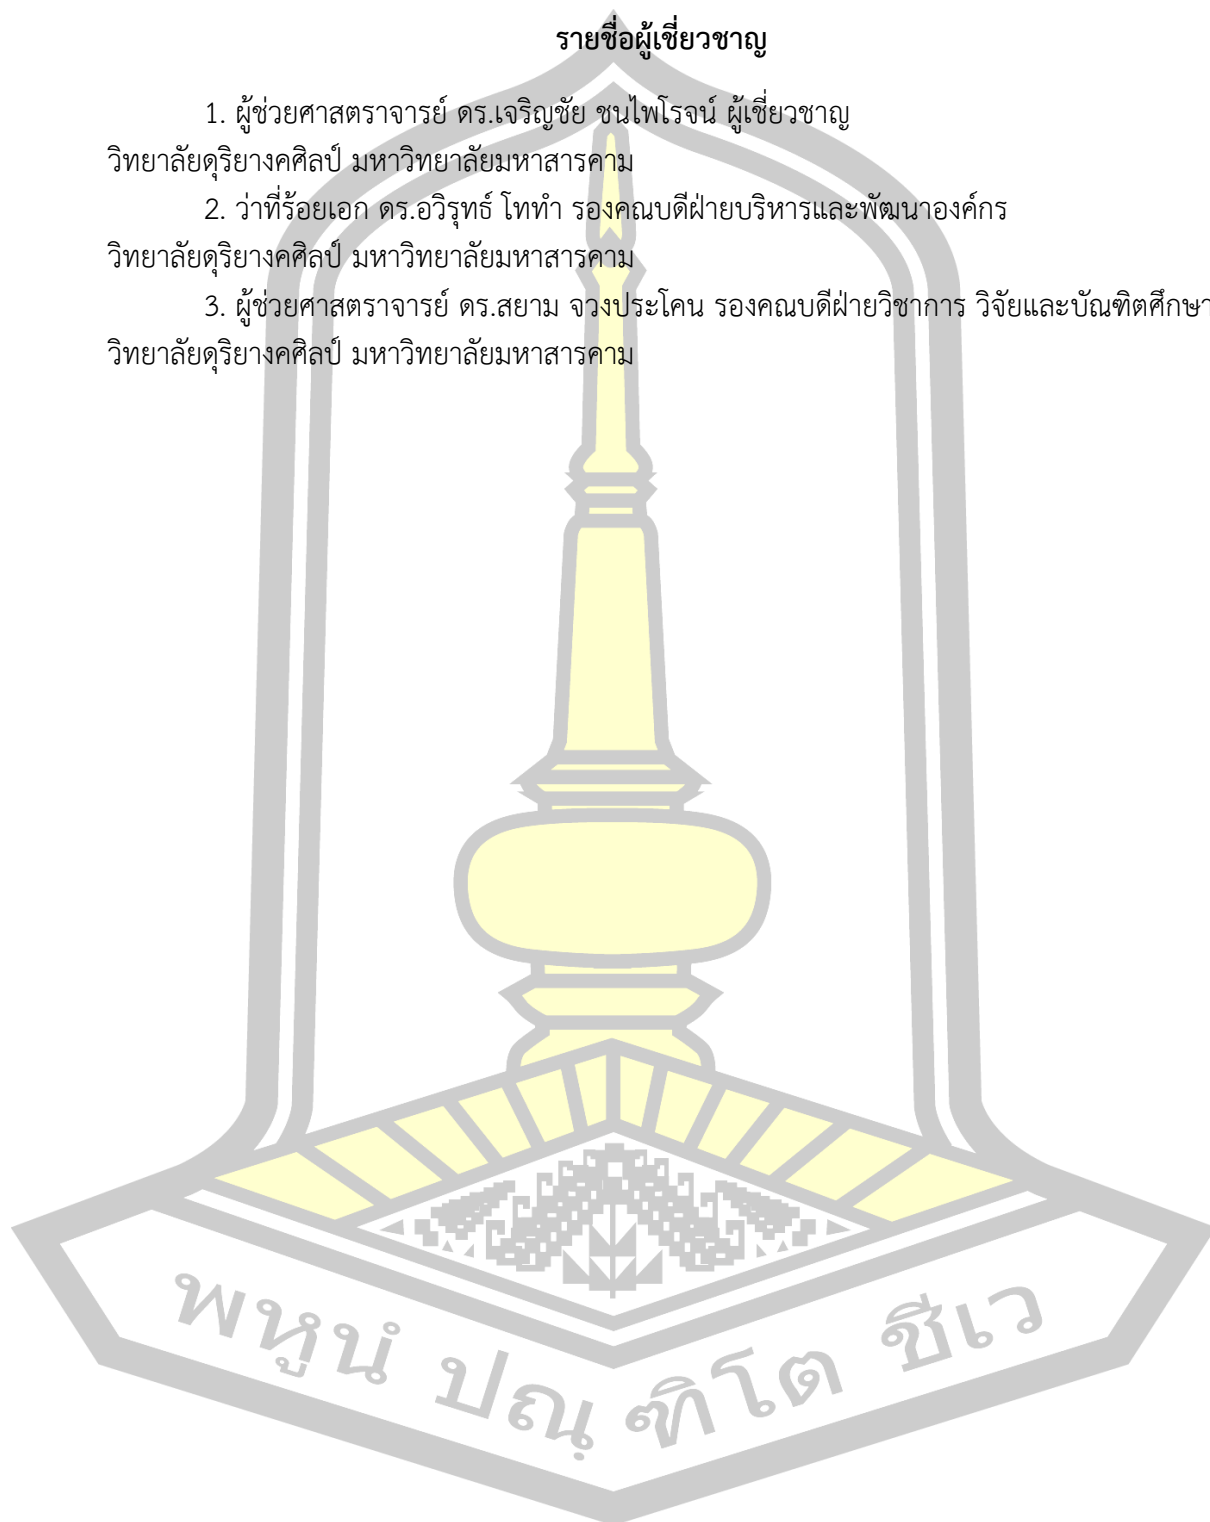 รายชื่อผู้เชี่ยวชาญ
1. ผู้ช่วยศาสตราจารย์ ดร.เจริญชัย ชนไพโรจน์ ผู้เชี่ยวชาญ
วิทยาลัยดุริยางคศิลป์ มหาวิทยาลัยมหาสารคาม
2. ว่าที่ร้อยเอก ดร.อวิรุทธ์ โททำ รองคณบดีฝ่ายบริหารและพัฒนาองค์กร
วิทยาลัยดุริยางคศิลป์ มหาวิทยาลัยมหาสารคาม
3. ผู้ช่วยศาสตราจารย์ ดร.สยาม จวงประโคน รองคณบดีฝ่ายวิชาการ วิจัยและบัณฑิตศึกษา
วิทยาลัยดุริยางคศิลป์ มหาวิทยาลัยมหาสารคาม
พหูนํ ปณฺฑิโต ชีเว